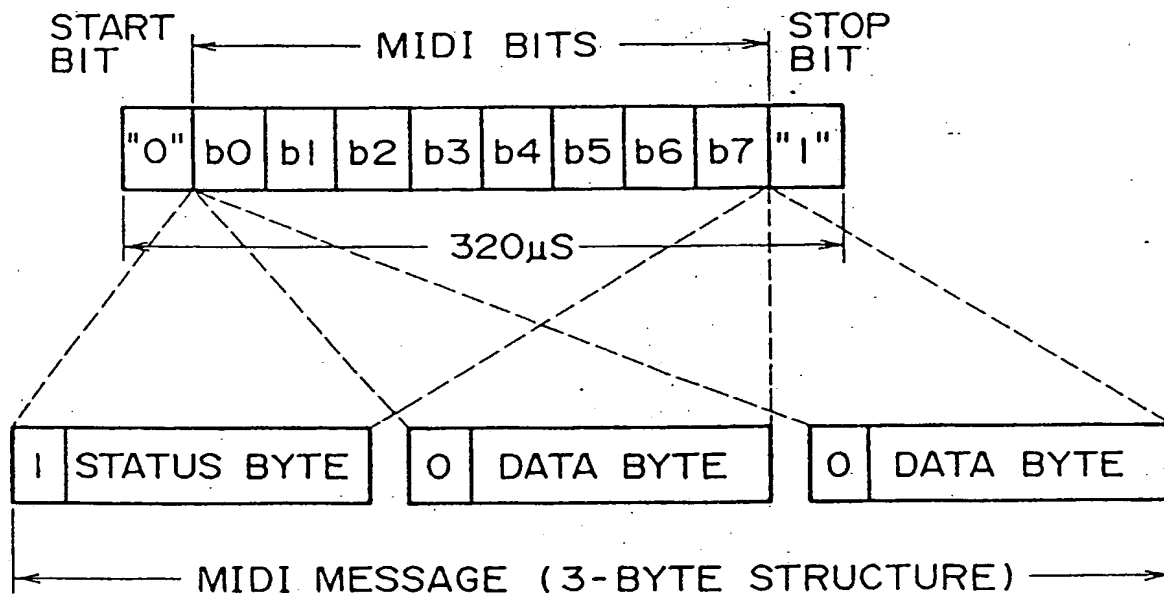 START BIT
MIDI BITS
STOP BIT
"0" b0 b1 b2 b3 b4 b5 b6 b7 "1"
320μS
1 STATUS BYTE 0 DATA BYTE 0 DATA BYTE
MIDI MESSAGE (3-BYTE STRUCTURE)